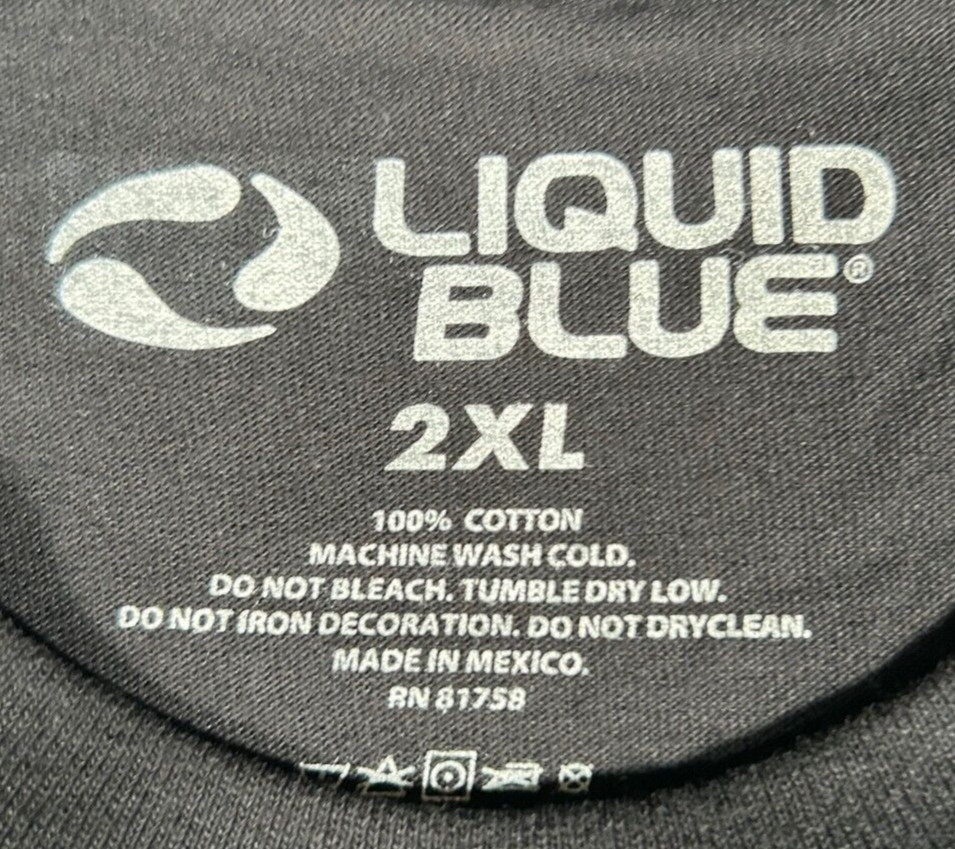 LIQUID
BLUE®
2XL
100% COTTON
MACHINE WASH COLD.
DO NOT BLEACH. TUMBLE DRY LOW.
DO NOT IRON DECORATION. DO NOT DRYCLEAN.
MADE IN MEXICO.
RN 81758